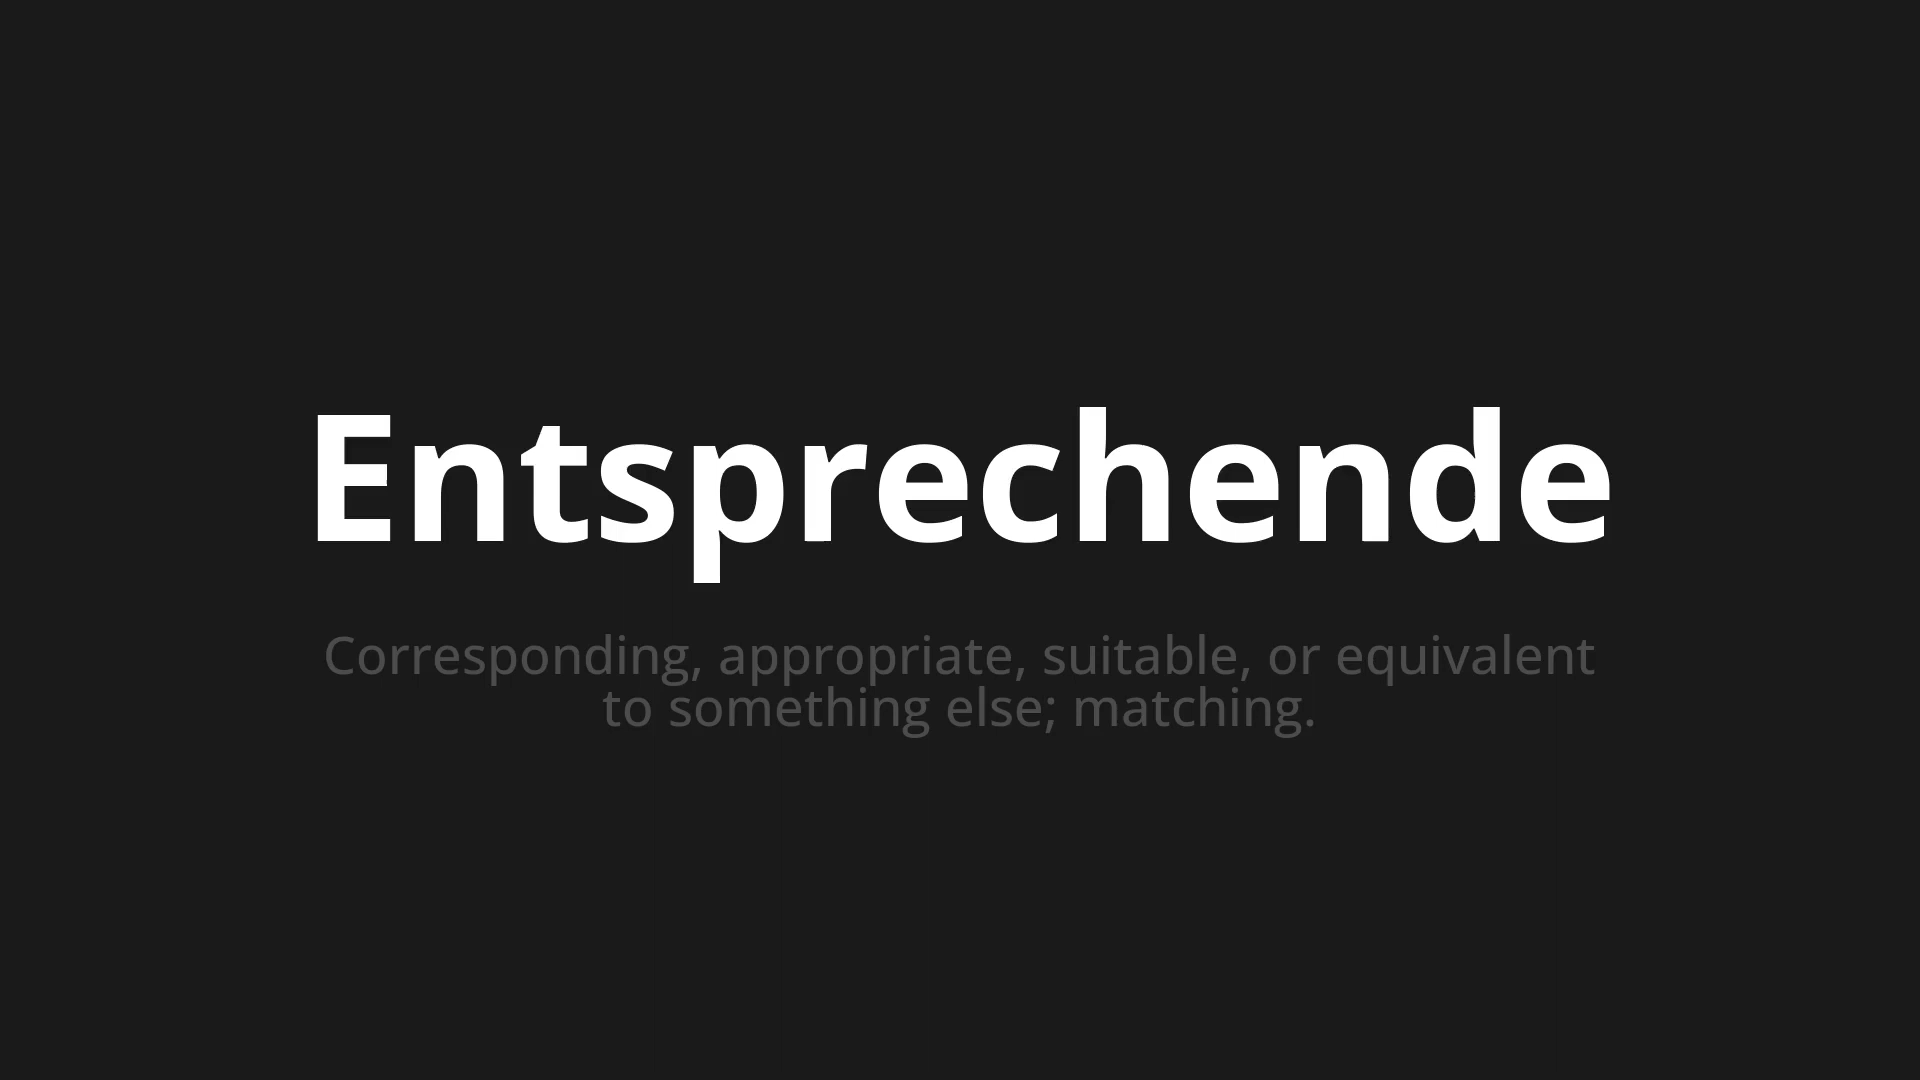 Entsprechende
Corresponding, appropriate, suitable, or equivalent
to something else; matching.